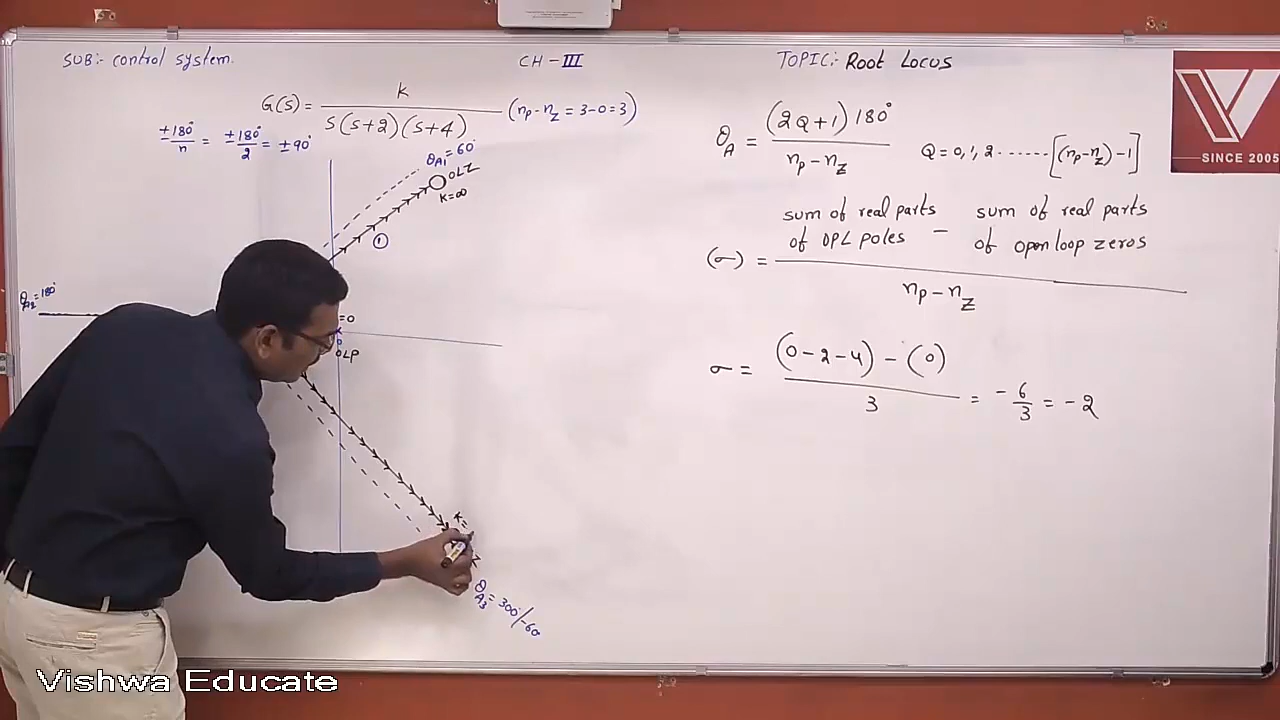 SUB:- control system.
CH - III
TOPIC: Root Locus
SINCE 2005
G(S) = K / S(S+2)(S+4) (np - nz = 3-0=3)
±180°/n = ±180°/2 = ±90°
θA1 = 60°
OLZ
K=∞
①
θA2 = 180°
=0
OLP
K=
θA3 = 300°/-60
θA = (2Q+1)180° / np - nz
Q = 0, 1, 2 ------ [(np-nz)-1]
(σ) = sum of real parts of OPL poles - sum of real parts of open loop zeros / np - nz
σ = (0-2-4) - (0) / 3 = -6/3 = -2
Vishwa Educate